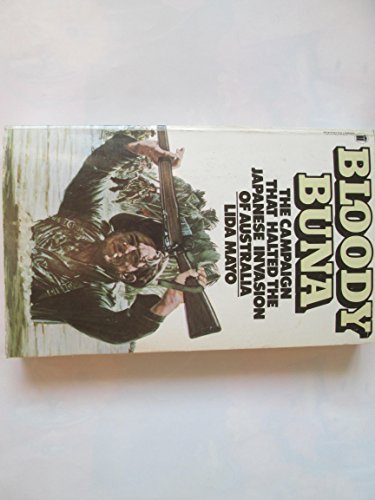 BLOODY
BUNA
THE CAMPAIGN
THAT HALTED THE
JAPANESE INVASION
OF AUSTRALIA
LIDA MAYO